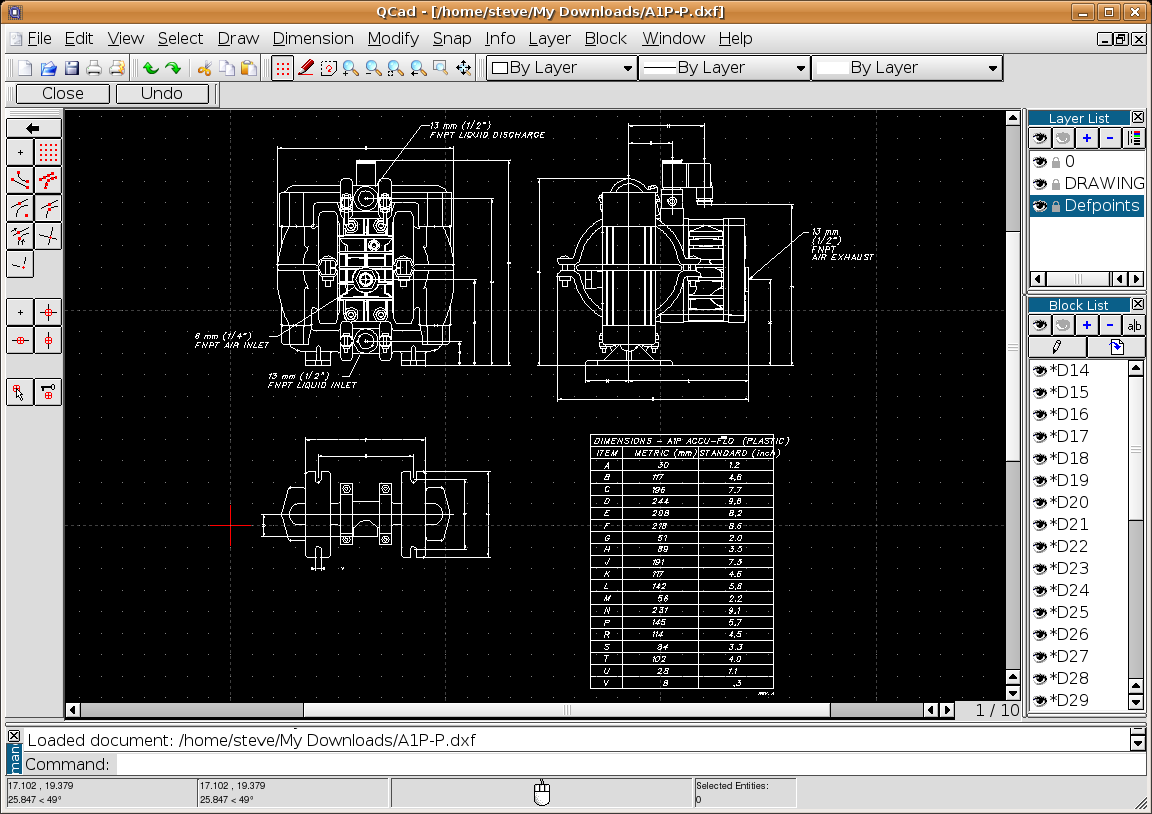 QCad - [/home/steve/My Downloads/A1P-P.dxf]
File Edit View Select Draw Dimension Modify Snap Info Layer Block Window Help
By Layer By Layer By Layer
Close Undo
13 mm (1/2")
FNPT LIQUID DISCHARGE
13 mm
(1/2")
FNPT
AIR EXHAUST
6 mm (1/4")
FNPT AIR INLET
13 mm (1/2")
FNPT LIQUID INLET
DIMENSIONS - A1P ACCU-FLO (PLASTIC)
ITEM METRIC (mm) STANDARD (inch)
A 30 1.2
B 117 4.6
C 196 7.7
D 244 9.6
E 208 8.2
F 218 8.6
G 51 2.0
H 89 3.5
J 191 7.5
K 117 4.6
L 142 5.6
M 56 2.2
N 231 9.1
P 145 5.7
R 114 4.5
S 84 3.3
T 102 4.0
U 28 1.1
V 8 .3
REV. A
1 / 10
Layer List
0
DRAWING
Defpoints
Block List
a|b
*D14
*D15
*D16
*D17
*D18
*D19
*D20
*D21
*D22
*D23
*D24
*D25
*D26
*D27
*D28
*D29
Loaded document: /home/steve/My Downloads/A1P-P.dxf
Command:
17.102 , 19.379
25.847 < 49°
17.102 , 19.379
25.847 < 49°
Selected Entities:
0